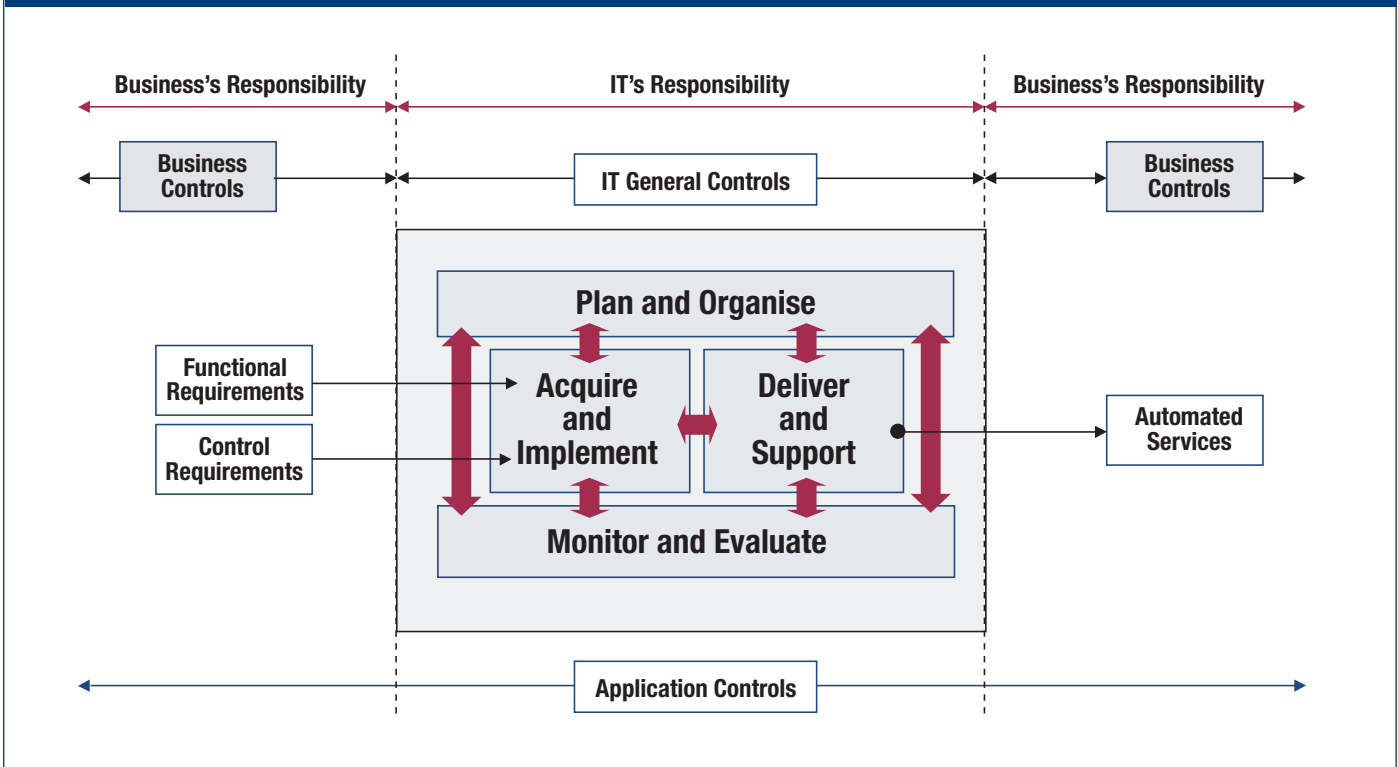 Business’s Responsibility
IT’s Responsibility
Business’s Responsibility
Business
Controls
IT General Controls
Business
Controls
Plan and Organise
Functional
Requirements
Control
Requirements
Acquire
and
Implement
Deliver
and
Support
Automated
Services
Monitor and Evaluate
Application Controls